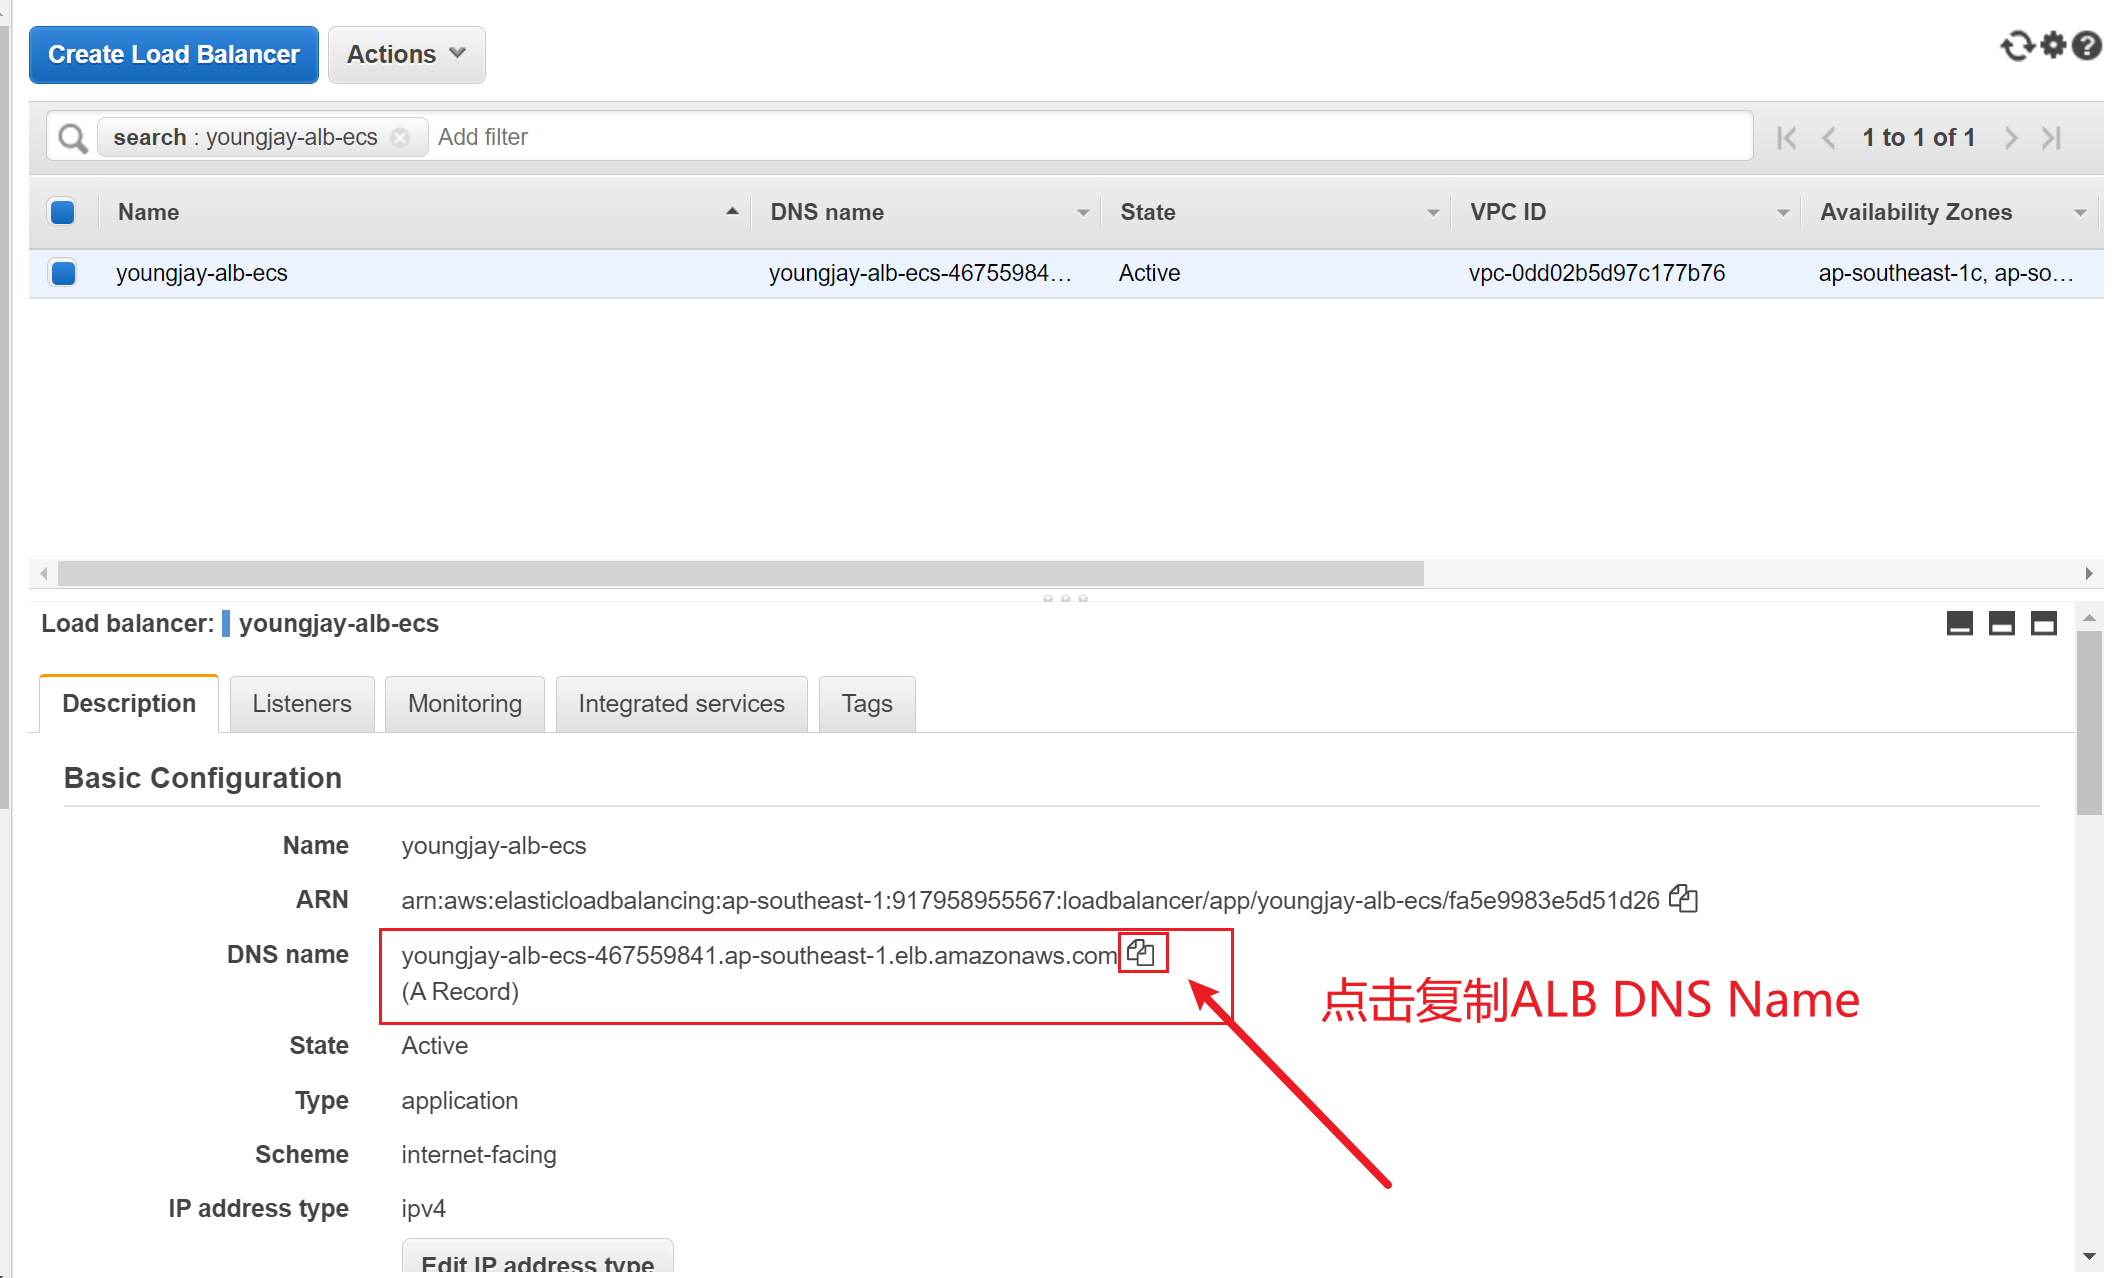 Create Load Balancer Actions
search : youngjay-alb-ecs Add filter 1 to 1 of 1
Name DNS name State VPC ID Availability Zones
youngjay-alb-ecs youngjay-alb-ecs-46755984… Active vpc-0dd02b5d97c177b76 ap-southeast-1c, ap-so…
Load balancer: youngjay-alb-ecs
Description Listeners Monitoring Integrated services Tags
Basic Configuration
Name youngjay-alb-ecs
ARN arn:aws:elasticloadbalancing:ap-southeast-1:917958955567:loadbalancer/app/youngjay-alb-ecs/fa5e9983e5d51d26
DNS name youngjay-alb-ecs-467559841.ap-southeast-1.elb.amazonaws.com
(A Record)
点击复制ALB DNS Name
State Active
Type application
Scheme internet-facing
IP address type ipv4
Edit IP address type